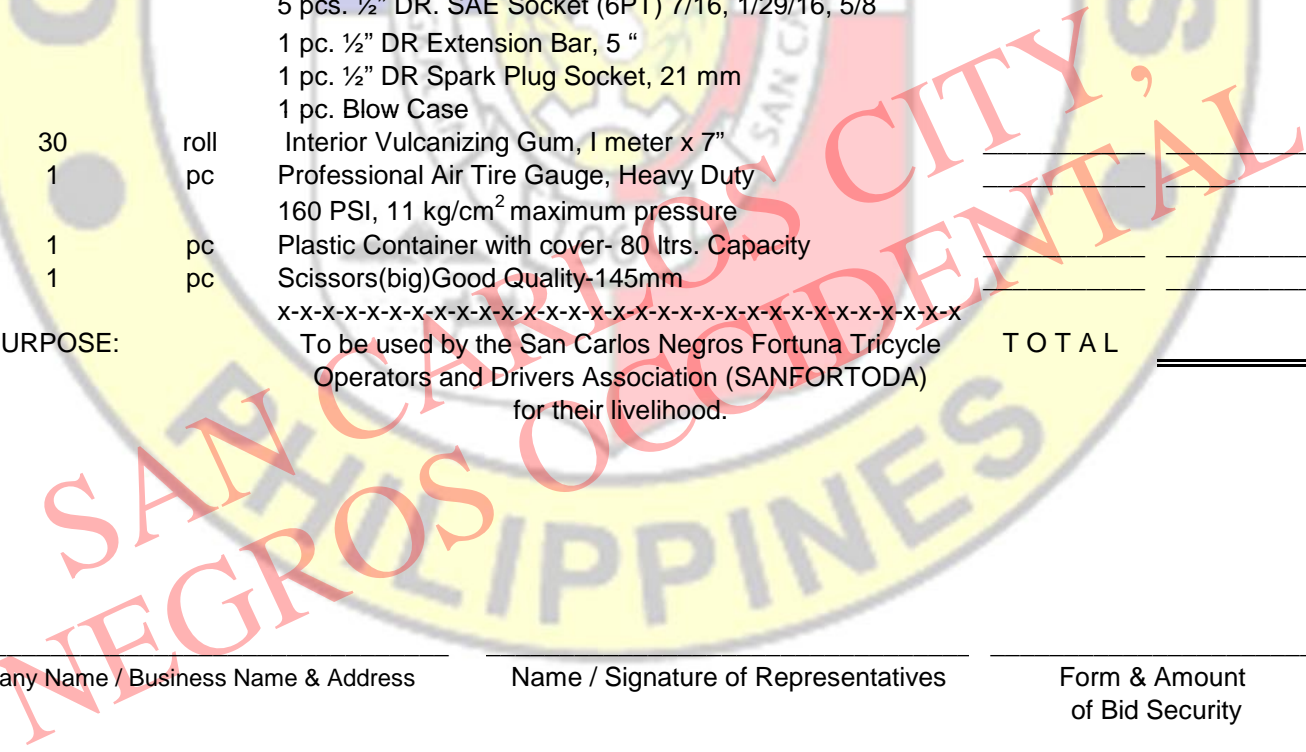 5 pcs. ½” DR. SAE Socket (6PT) 7/16, 1/29/16, 5/8
1 pc. ½” DR Extension Bar, 5 “
1 pc. ½” DR Spark Plug Socket, 21 mm
1 pc. Blow Case
30 roll Interior Vulcanizing Gum, I meter x 7”
1 pc Professional Air Tire Gauge, Heavy Duty
160 PSI, 11 kg/cm² maximum pressure
1 pc Plastic Container with cover- 80 ltrs. Capacity
1 pc Scissors(big)Good Quality-145mm
x-x-x-x-x-x-x-x-x-x-x-x-x-x-x-x-x-x-x-x-x-x-x-x-x-x-x-x-x-x-x
URPOSE: To be used by the San Carlos Negros Fortuna Tricycle T O T A L
Operators and Drivers Association (SANFORTODA)
for their livelihood.
any Name / Business Name & Address Name / Signature of Representatives Form & Amount
of Bid Security
SAN CARLOS CITY,
NEGROS OCCIDENTAL
PHILIPPINES
SAN CA